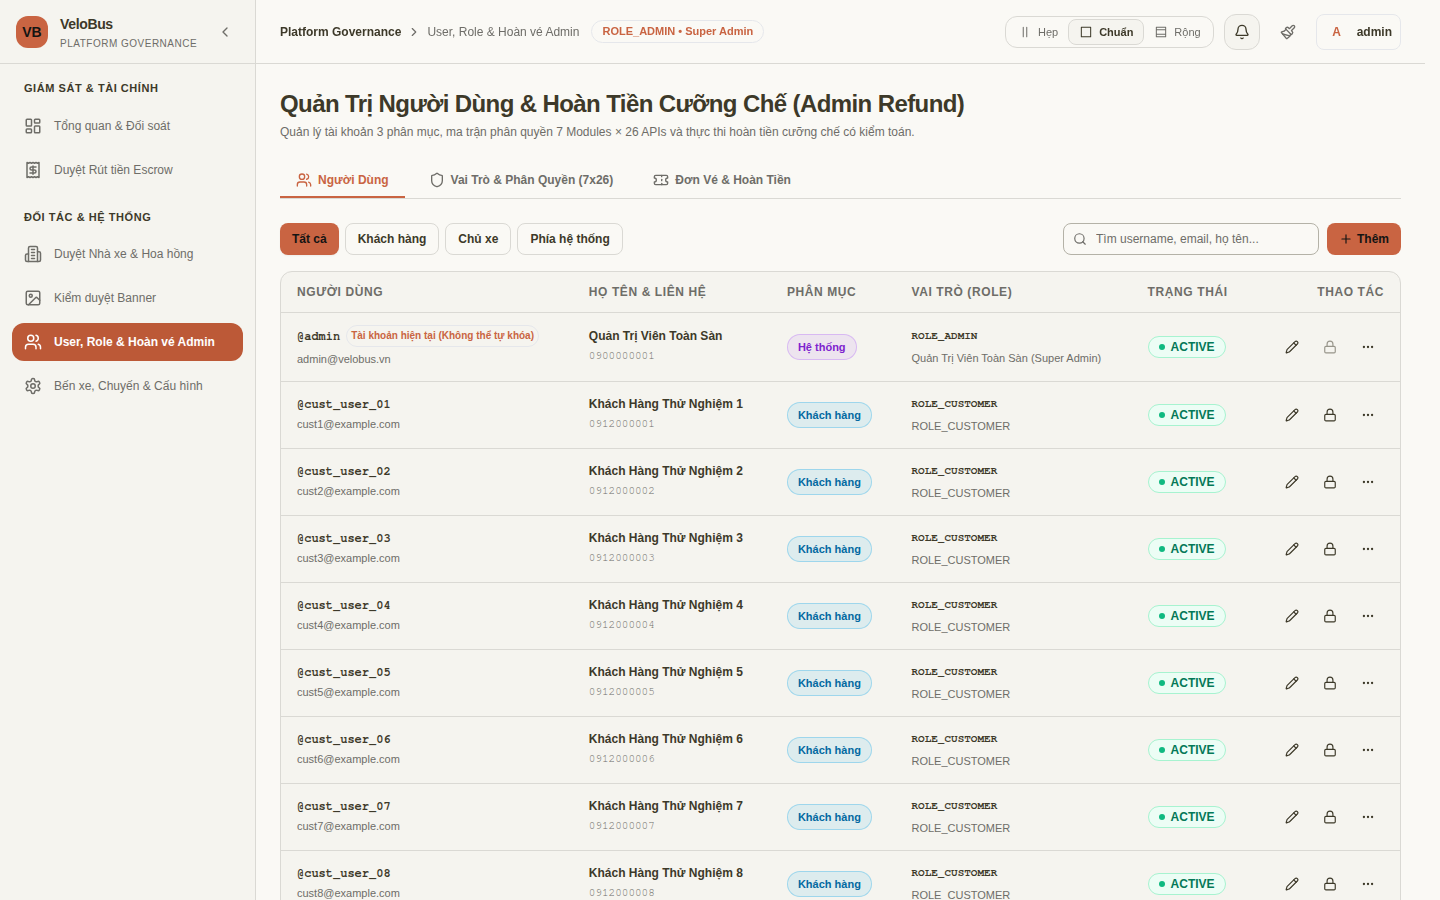 VB
VeloBus
PLATFORM GOVERNANCE
GIÁM SÁT & TÀI CHÍNH
Tổng quan & Đối soát
Duyệt Rút tiền Escrow
ĐỐI TÁC & HỆ THỐNG
Duyệt Nhà xe & Hoa hồng
Kiểm duyệt Banner
User, Role & Hoàn vé Admin
Bến xe, Chuyến & Cấu hình
Platform Governance > User, Role & Hoàn vé Admin ROLE_ADMIN • Super Admin
Hẹp Chuẩn Rộng A admin
Quản Trị Người Dùng & Hoàn Tiền Cưỡng Chế (Admin Refund)
Quản lý tài khoản 3 phân mục, ma trận phân quyền 7 Modules × 26 APIs và thực thi hoàn tiền cưỡng chế có kiểm toán.
Người Dùng Vai Trò & Phân Quyền (7x26) Đơn Vé & Hoàn Tiền
Tất cả Khách hàng Chủ xe Phía hệ thống Tìm username, email, họ tên... Thêm
NGƯỜI DÙNG HỌ TÊN & LIÊN HỆ PHÂN MỤC VAI TRÒ (ROLE) TRẠNG THÁI THAO TÁC
@admin Tài khoản hiện tại (Không thể tự khóa) Quản Trị Viên Toàn Sàn Hệ thống ROLE_ADMIN ACTIVE
admin@velobus.vn 0900000001 Quản Trị Viên Toàn Sàn (Super Admin)
@cust_user_01 Khách Hàng Thử Nghiệm 1 Khách hàng ROLE_CUSTOMER ACTIVE
cust1@example.com 0912000001 ROLE_CUSTOMER
@cust_user_02 Khách Hàng Thử Nghiệm 2 Khách hàng ROLE_CUSTOMER ACTIVE
cust2@example.com 0912000002 ROLE_CUSTOMER
@cust_user_03 Khách Hàng Thử Nghiệm 3 Khách hàng ROLE_CUSTOMER ACTIVE
cust3@example.com 0912000003 ROLE_CUSTOMER
@cust_user_04 Khách Hàng Thử Nghiệm 4 Khách hàng ROLE_CUSTOMER ACTIVE
cust4@example.com 0912000004 ROLE_CUSTOMER
@cust_user_05 Khách Hàng Thử Nghiệm 5 Khách hàng ROLE_CUSTOMER ACTIVE
cust5@example.com 0912000005 ROLE_CUSTOMER
@cust_user_06 Khách Hàng Thử Nghiệm 6 Khách hàng ROLE_CUSTOMER ACTIVE
cust6@example.com 0912000006 ROLE_CUSTOMER
@cust_user_07 Khách Hàng Thử Nghiệm 7 Khách hàng ROLE_CUSTOMER ACTIVE
cust7@example.com 0912000007 ROLE_CUSTOMER
@cust_user_08 Khách Hàng Thử Nghiệm 8 Khách hàng ROLE_CUSTOMER ACTIVE
cust8@example.com 0912000008 ROLE_CUSTOMER